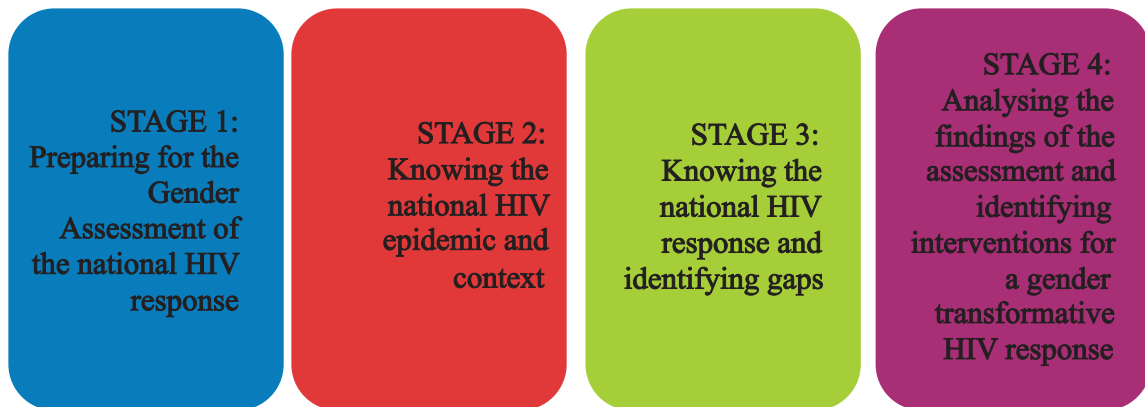 STAGE 1:
Preparing for the
Gender
Assessment of
the national HIV
response
STAGE 2:
Knowing the
national HIV
epidemic and
context
STAGE 3:
Knowing the
national HIV
response and
identifying gaps
STAGE 4:
Analysing the
findings of the
assessment and
identifying
interventions for
a gender
transformative
HIV response